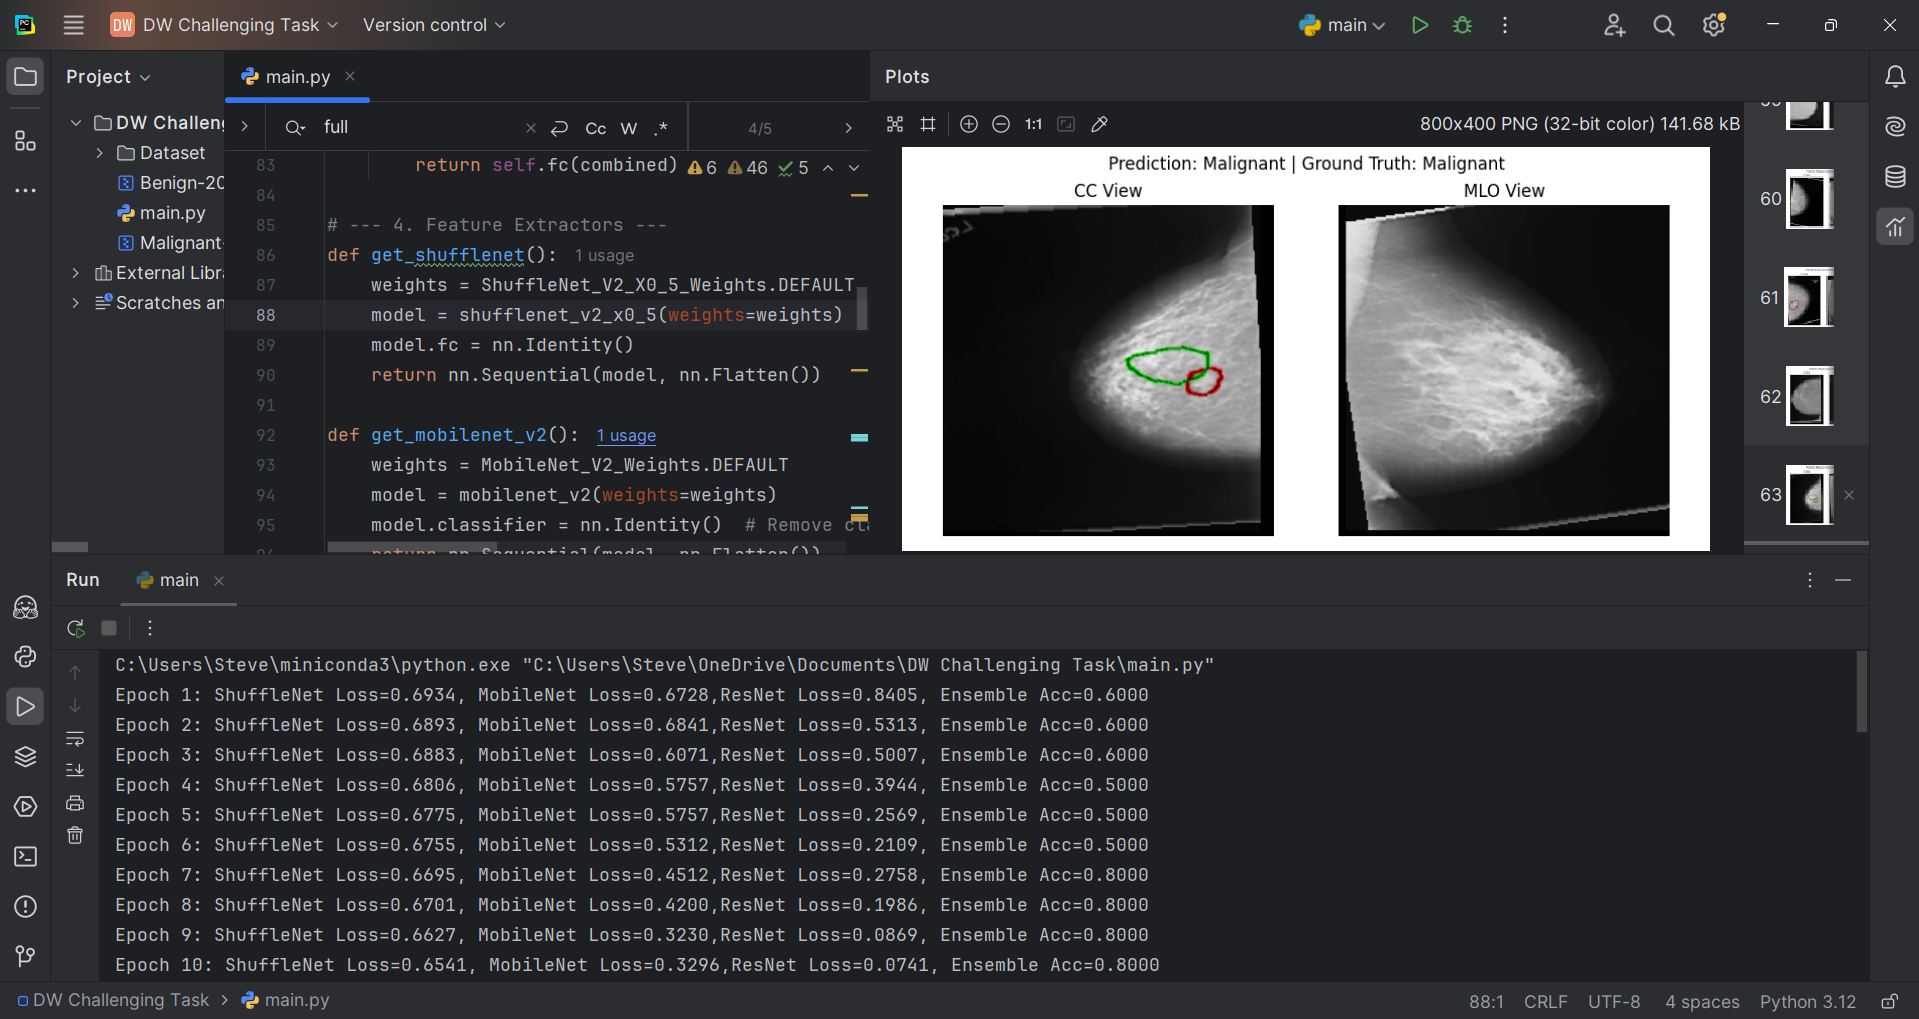 DW DW Challenging Task Version control main
Project
main.py
Plots
DW Challeng
Dataset
Benign-20
main.py
Malignant-
External Libra
Scratches an
full Cc W .* 4/5
83 return self.fc(combined) 6 46 5
84
85 # --- 4. Feature Extractors ---
86 def get_shufflenet(): 1 usage
87 weights = ShuffleNet_V2_X0_5_Weights.DEFAULT
88 model = shufflenet_v2_x0_5(weights=weights)
89 model.fc = nn.Identity()
90 return nn.Sequential(model, nn.Flatten())
91
92 def get_mobilenet_v2(): 1 usage
93 weights = MobileNet_V2_Weights.DEFAULT
94 model = mobilenet_v2(weights=weights)
95 model.classifier = nn.Identity() # Remove cla
return nn.Sequential(model, nn.Flatten())
1:1 800x400 PNG (32-bit color) 141.68 kB
Prediction: Malignant | Ground Truth: Malignant
CC View MLO View
60
61
62
63
Run main
C:\Users\Steve\miniconda3\python.exe "C:\Users\Steve\OneDrive\Documents\DW Challenging Task\main.py"
Epoch 1: ShuffleNet Loss=0.6934, MobileNet Loss=0.6728,ResNet Loss=0.8405, Ensemble Acc=0.6000
Epoch 2: ShuffleNet Loss=0.6893, MobileNet Loss=0.6841,ResNet Loss=0.5313, Ensemble Acc=0.6000
Epoch 3: ShuffleNet Loss=0.6883, MobileNet Loss=0.6071,ResNet Loss=0.5007, Ensemble Acc=0.6000
Epoch 4: ShuffleNet Loss=0.6806, MobileNet Loss=0.5757,ResNet Loss=0.3944, Ensemble Acc=0.5000
Epoch 5: ShuffleNet Loss=0.6775, MobileNet Loss=0.5757,ResNet Loss=0.2569, Ensemble Acc=0.5000
Epoch 6: ShuffleNet Loss=0.6755, MobileNet Loss=0.5312,ResNet Loss=0.2109, Ensemble Acc=0.5000
Epoch 7: ShuffleNet Loss=0.6695, MobileNet Loss=0.4512,ResNet Loss=0.2758, Ensemble Acc=0.8000
Epoch 8: ShuffleNet Loss=0.6701, MobileNet Loss=0.4200,ResNet Loss=0.1986, Ensemble Acc=0.8000
Epoch 9: ShuffleNet Loss=0.6627, MobileNet Loss=0.3230,ResNet Loss=0.0869, Ensemble Acc=0.8000
Epoch 10: ShuffleNet Loss=0.6541, MobileNet Loss=0.3296,ResNet Loss=0.0741, Ensemble Acc=0.8000
DW Challenging Task > main.py 88:1 CRLF UTF-8 4 spaces Python 3.12